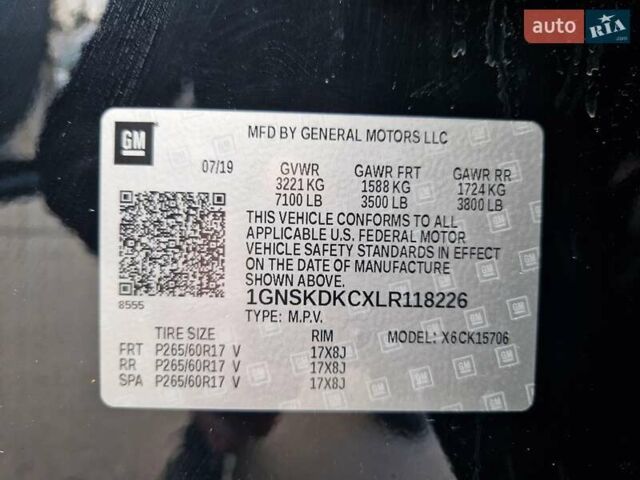 auto RIA .com
GM
MFD BY GENERAL MOTORS LLC
07/19 GVWR GAWR FRT GAWR RR
3221 KG 1588 KG 1724 KG
7100 LB 3500 LB 3800 LB
THIS VEHICLE CONFORMS TO ALL
APPLICABLE U.S. FEDERAL MOTOR
VEHICLE SAFETY STANDARDS IN EFFECT
ON THE DATE OF MANUFACTURE
SHOWN ABOVE.
8555
1GNSKDKCXLR118226
TYPE: M.P.V.
TIRE SIZE RIM MODEL: X6CK15706
FRT P265/60R17 V 17X8J
RR P265/60R17 V 17X8J
SPA P265/60R17 V 17X8J